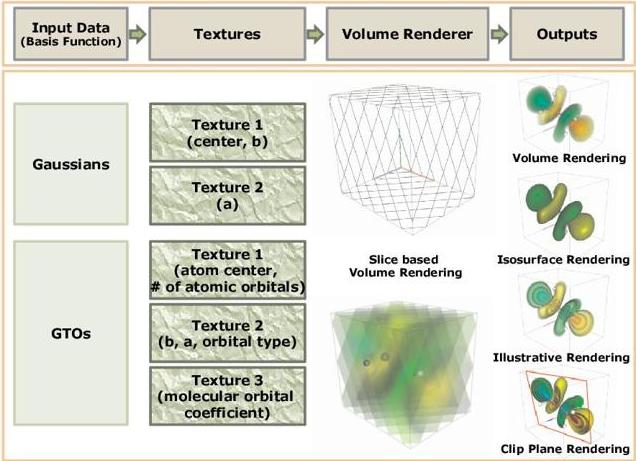 Input Data
(Basis Function)
Textures
Volume Renderer
Outputs
Gaussians
Texture 1
(center, b)
Texture 2
(a)
GTOs
Texture 1
(atom center,
# of atomic orbitals)
Texture 2
(b, a, orbital type)
Texture 3
(molecular orbital
coefficient)
Slice based
Volume Rendering
Volume Rendering
Isosurface Rendering
Illustrative Rendering
Clip Plane Rendering